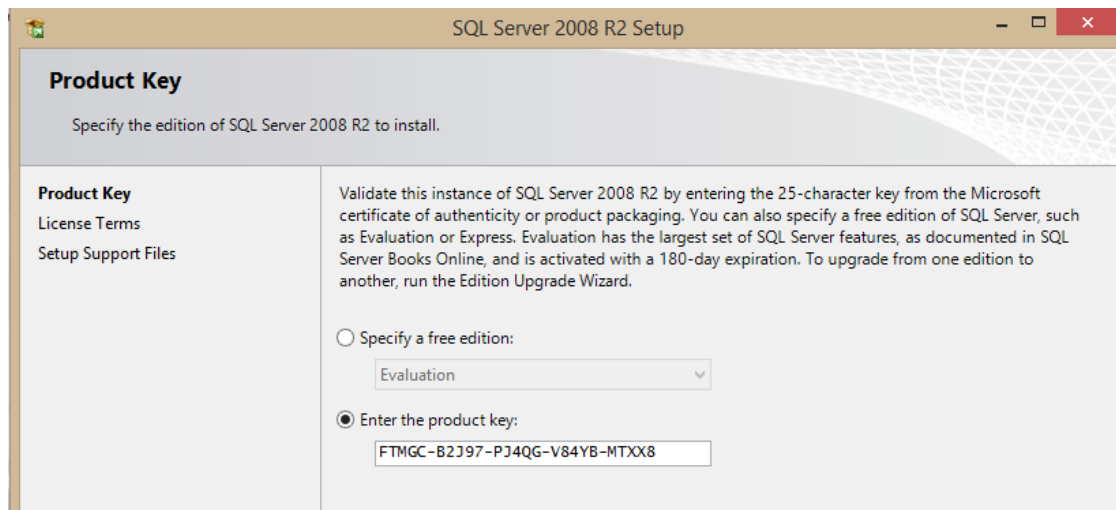 SQL Server 2008 R2 Setup
Product Key
Specify the edition of SQL Server 2008 R2 to install.
Product Key
License Terms
Setup Support Files
Validate this instance of SQL Server 2008 R2 by entering the 25-character key from the Microsoft
certificate of authenticity or product packaging. You can also specify a free edition of SQL Server, such
as Evaluation or Express. Evaluation has the largest set of SQL Server features, as documented in SQL
Server Books Online, and is activated with a 180-day expiration. To upgrade from one edition to
another, run the Edition Upgrade Wizard.
Specify a free edition:
Evaluation
Enter the product key:
FTMGC-B2J97-PJ4QG-V84YB-MTXX8